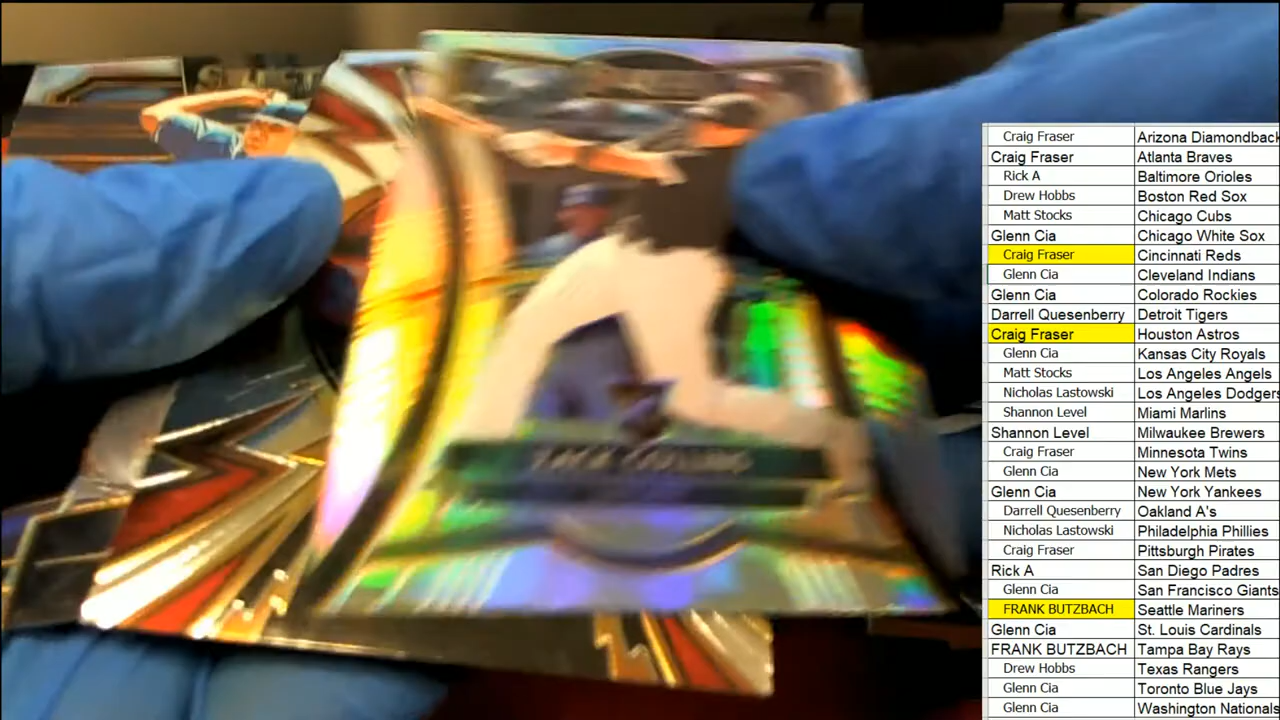 Craig Fraser Arizona Diamondback
Craig Fraser Atlanta Braves
Rick A Baltimore Orioles
Drew Hobbs Boston Red Sox
Matt Stocks Chicago Cubs
Glenn Cia Chicago White Sox
Craig Fraser Cincinnati Reds
Glenn Cia Cleveland Indians
Glenn Cia Colorado Rockies
Darrell Quesenberry Detroit Tigers
Craig Fraser Houston Astros
Glenn Cia Kansas City Royals
Matt Stocks Los Angeles Angels
Nicholas Lastowski Los Angeles Dodgers
Shannon Level Miami Marlins
Shannon Level Milwaukee Brewers
Craig Fraser Minnesota Twins
Glenn Cia New York Mets
Glenn Cia New York Yankees
Darrell Quesenberry Oakland A's
Nicholas Lastowski Philadelphia Phillies
Craig Fraser Pittsburgh Pirates
Rick A San Diego Padres
Glenn Cia San Francisco Giants
FRANK BUTZBACH Seattle Mariners
Glenn Cia St. Louis Cardinals
FRANK BUTZBACH Tampa Bay Rays
Drew Hobbs Texas Rangers
Glenn Cia Toronto Blue Jays
Glenn Cia Washington Nationals